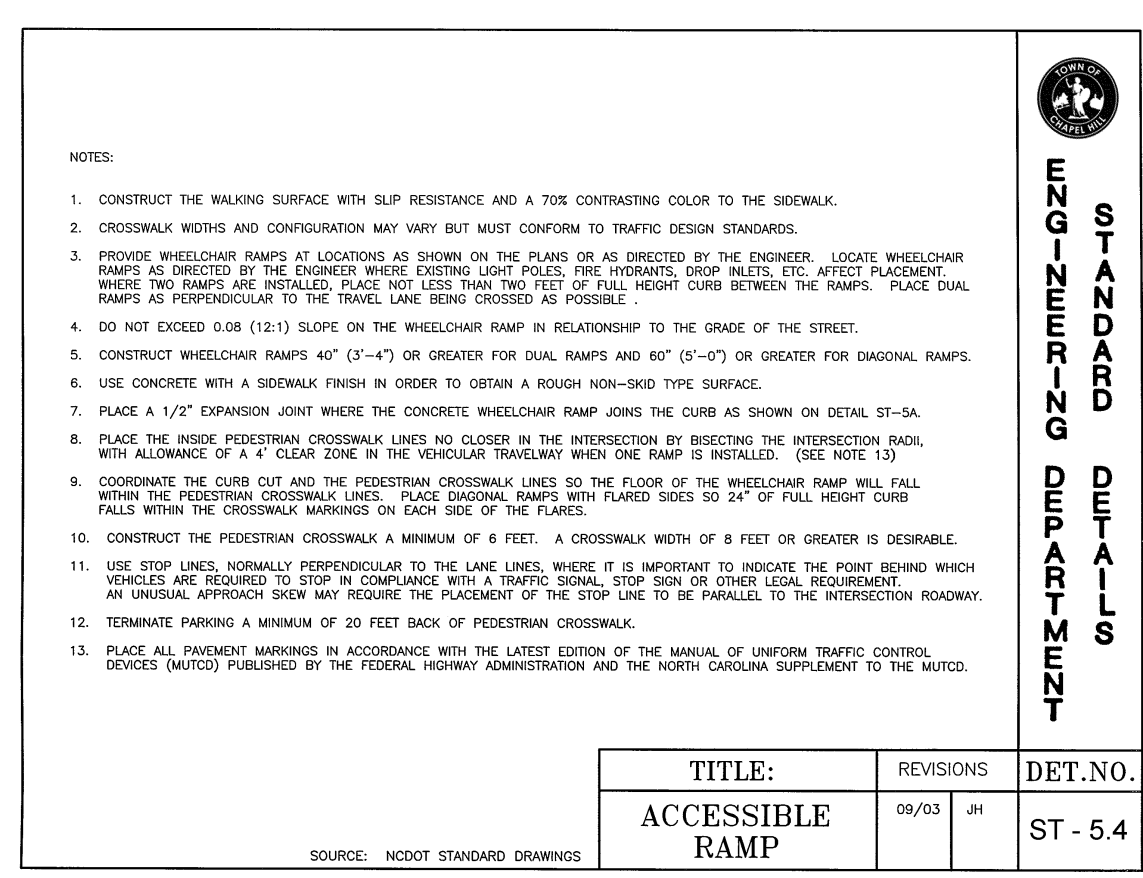 NOTES:
1. CONSTRUCT THE WALKING SURFACE WITH SLIP RESISTANCE AND A 70% CONTRASTING COLOR TO THE SIDEWALK.
2. CROSSWALK WIDTHS AND CONFIGURATION MAY VARY BUT MUST CONFORM TO TRAFFIC DESIGN STANDARDS.
3. PROVIDE WHEELCHAIR RAMPS AT LOCATIONS AS SHOWN ON THE PLANS OR AS DIRECTED BY THE ENGINEER. LOCATE WHEELCHAIR
RAMPS AS DIRECTED BY THE ENGINEER WHERE EXISTING LIGHT POLES, FIRE HYDRANTS, DROP INLETS, ETC. AFFECT PLACEMENT.
WHERE TWO RAMPS ARE INSTALLED, PLACE NOT LESS THAN TWO FEET OF FULL HEIGHT CURB BETWEEN THE RAMPS. PLACE DUAL
RAMPS AS PERPENDICULAR TO THE TRAVEL LANE BEING CROSSED AS POSSIBLE .
4. DO NOT EXCEED 0.08 (12:1) SLOPE ON THE WHEELCHAIR RAMP IN RELATIONSHIP TO THE GRADE OF THE STREET.
5. CONSTRUCT WHEELCHAIR RAMPS 40" (3'-4") OR GREATER FOR DUAL RAMPS AND 60" (5'-0") OR GREATER FOR DIAGONAL RAMPS.
6. USE CONCRETE WITH A SIDEWALK FINISH IN ORDER TO OBTAIN A ROUGH NON-SKID TYPE SURFACE.
7. PLACE A 1/2" EXPANSION JOINT WHERE THE CONCRETE WHEELCHAIR RAMP JOINS THE CURB AS SHOWN ON DETAIL ST-5A.
8. PLACE THE INSIDE PEDESTRIAN CROSSWALK LINES NO CLOSER IN THE INTERSECTION BY BISECTING THE INTERSECTION RADII,
WITH ALLOWANCE OF A 4' CLEAR ZONE IN THE VEHICULAR TRAVELWAY WHEN ONE RAMP IS INSTALLED. (SEE NOTE 13)
9. COORDINATE THE CURB CUT AND THE PEDESTRIAN CROSSWALK LINES SO THE FLOOR OF THE WHEELCHAIR RAMP WILL FALL
WITHIN THE PEDESTRIAN CROSSWALK LINES. PLACE DIAGONAL RAMPS WITH FLARED SIDES SO 24" OF FULL HEIGHT CURB
FALLS WITHIN THE CROSSWALK MARKINGS ON EACH SIDE OF THE FLARES.
10. CONSTRUCT THE PEDESTRIAN CROSSWALK A MINIMUM OF 6 FEET. A CROSSWALK WIDTH OF 8 FEET OR GREATER IS DESIRABLE.
11. USE STOP LINES, NORMALLY PERPENDICULAR TO THE LANE LINES, WHERE IT IS IMPORTANT TO INDICATE THE POINT BEHIND WHICH
VEHICLES ARE REQUIRED TO STOP IN COMPLIANCE WITH A TRAFFIC SIGNAL, STOP SIGN OR OTHER LEGAL REQUIREMENT.
AN UNUSUAL APPROACH SKEW MAY REQUIRE THE PLACEMENT OF THE STOP LINE TO BE PARALLEL TO THE INTERSECTION ROADWAY.
12. TERMINATE PARKING A MINIMUM OF 20 FEET BACK OF PEDESTRIAN CROSSWALK.
13. PLACE ALL PAVEMENT MARKINGS IN ACCORDANCE WITH THE LATEST EDITION OF THE MANUAL OF UNIFORM TRAFFIC CONTROL
DEVICES (MUTCD) PUBLISHED BY THE FEDERAL HIGHWAY ADMINISTRATION AND THE NORTH CAROLINA SUPPLEMENT TO THE MUTCD.
SOURCE: NCDOT STANDARD DRAWINGS
TOWN OF CHAPEL HILL
ENGINEERING DEPARTMENT
STANDARD DETAILS
TITLE:
ACCESSIBLE
RAMP
REVISIONS
09/03 JH
DET.NO.
ST - 5.4